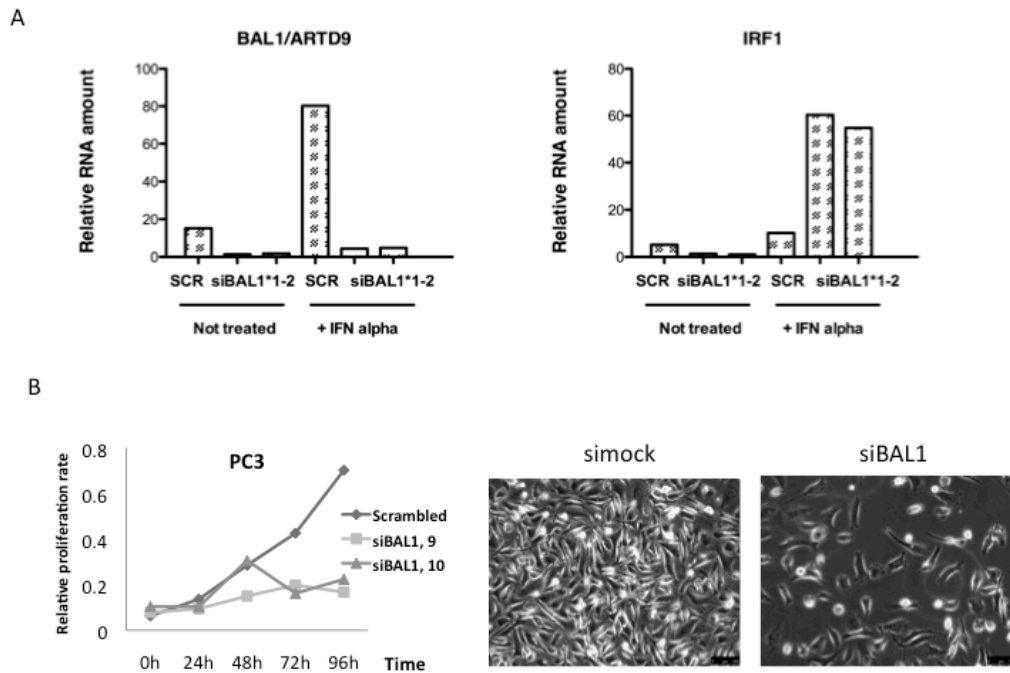 A
BAL1/ARTD9
Relative RNA amount
100
80
60
40
20
0
SCR siBAL1*1-2 SCR siBAL1*1-2
Not treated + IFN alpha
IRF1
Relative RNA amount
80
60
40
20
0
SCR siBAL1*1-2 SCR siBAL1*1-2
Not treated + IFN alpha
B
PC3
Relative proliferation rate
0.8
0.6
0.4
0.2
0
0h 24h 48h 72h 96h Time
Scrambled
siBAL1, 9
siBAL1, 10
simock
siBAL1